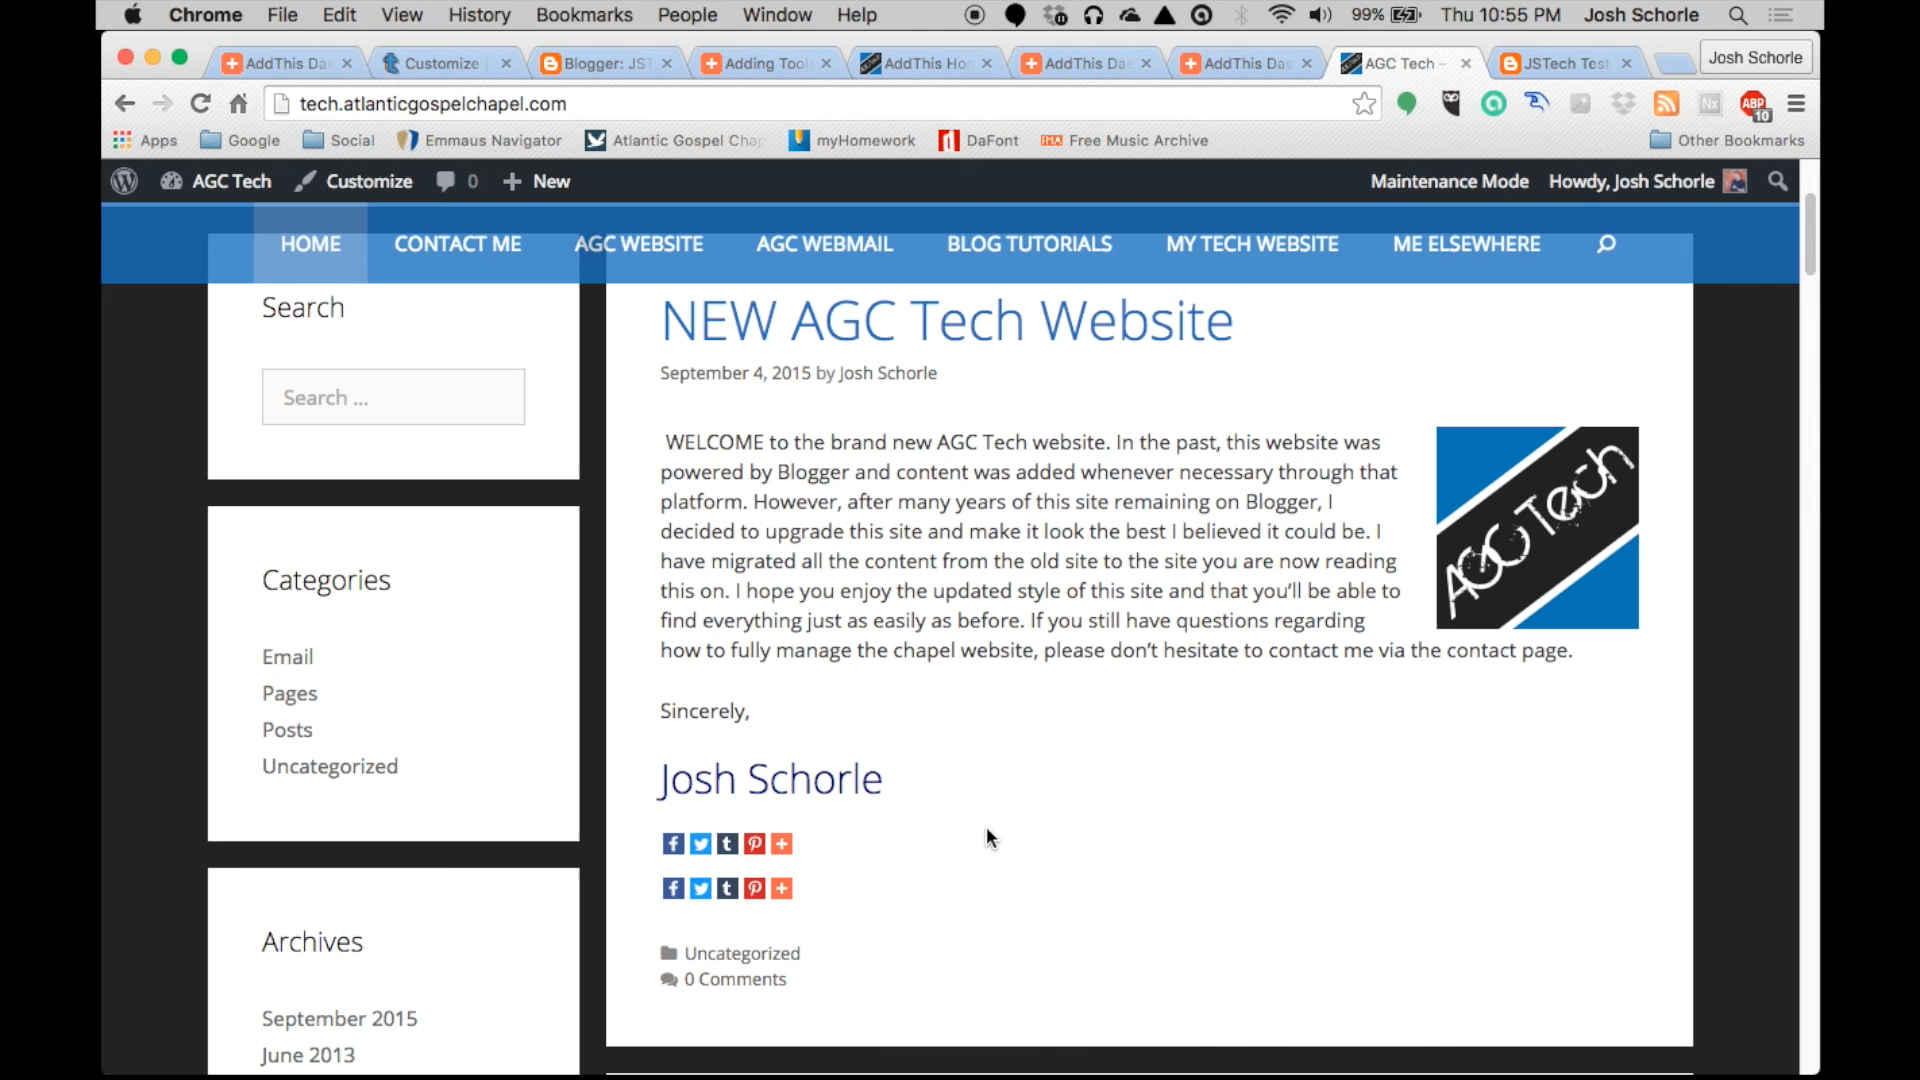 Chrome File Edit View History Bookmarks People Window Help 99% Thu 10:55 PM Josh Schorle
AddThis Das Customize Blogger: JST Adding Tool AddThis Hor AddThis Das AddThis Das AGC Tech – JSTech Test Josh Schorle
tech.atlanticgospelchapel.com Nx ABP 10
Apps Google Social Emmaus Navigator Atlantic Gospel Cha myHomework DaFont FMA Free Music Archive Other Bookmarks
AGC Tech Customize 0 New Maintenance Mode Howdy, Josh Schorle
HOME CONTACT ME AGC WEBSITE AGC WEBMAIL BLOG TUTORIALS MY TECH WEBSITE ME ELSEWHERE
Search
Search ...
Categories
Email
Pages
Posts
Uncategorized
Archives
September 2015
June 2013
NEW AGC Tech Website
September 4, 2015 by Josh Schorle
WELCOME to the brand new AGC Tech website. In the past, this website was
powered by Blogger and content was added whenever necessary through that
platform. However, after many years of this site remaining on Blogger, I
decided to upgrade this site and make it look the best I believed it could be. I
have migrated all the content from the old site to the site you are now reading
this on. I hope you enjoy the updated style of this site and that you'll be able to
find everything just as easily as before. If you still have questions regarding
how to fully manage the chapel website, please don't hesitate to contact me via the contact page.
AGC Tech
Sincerely,
Josh Schorle
Uncategorized
0 Comments